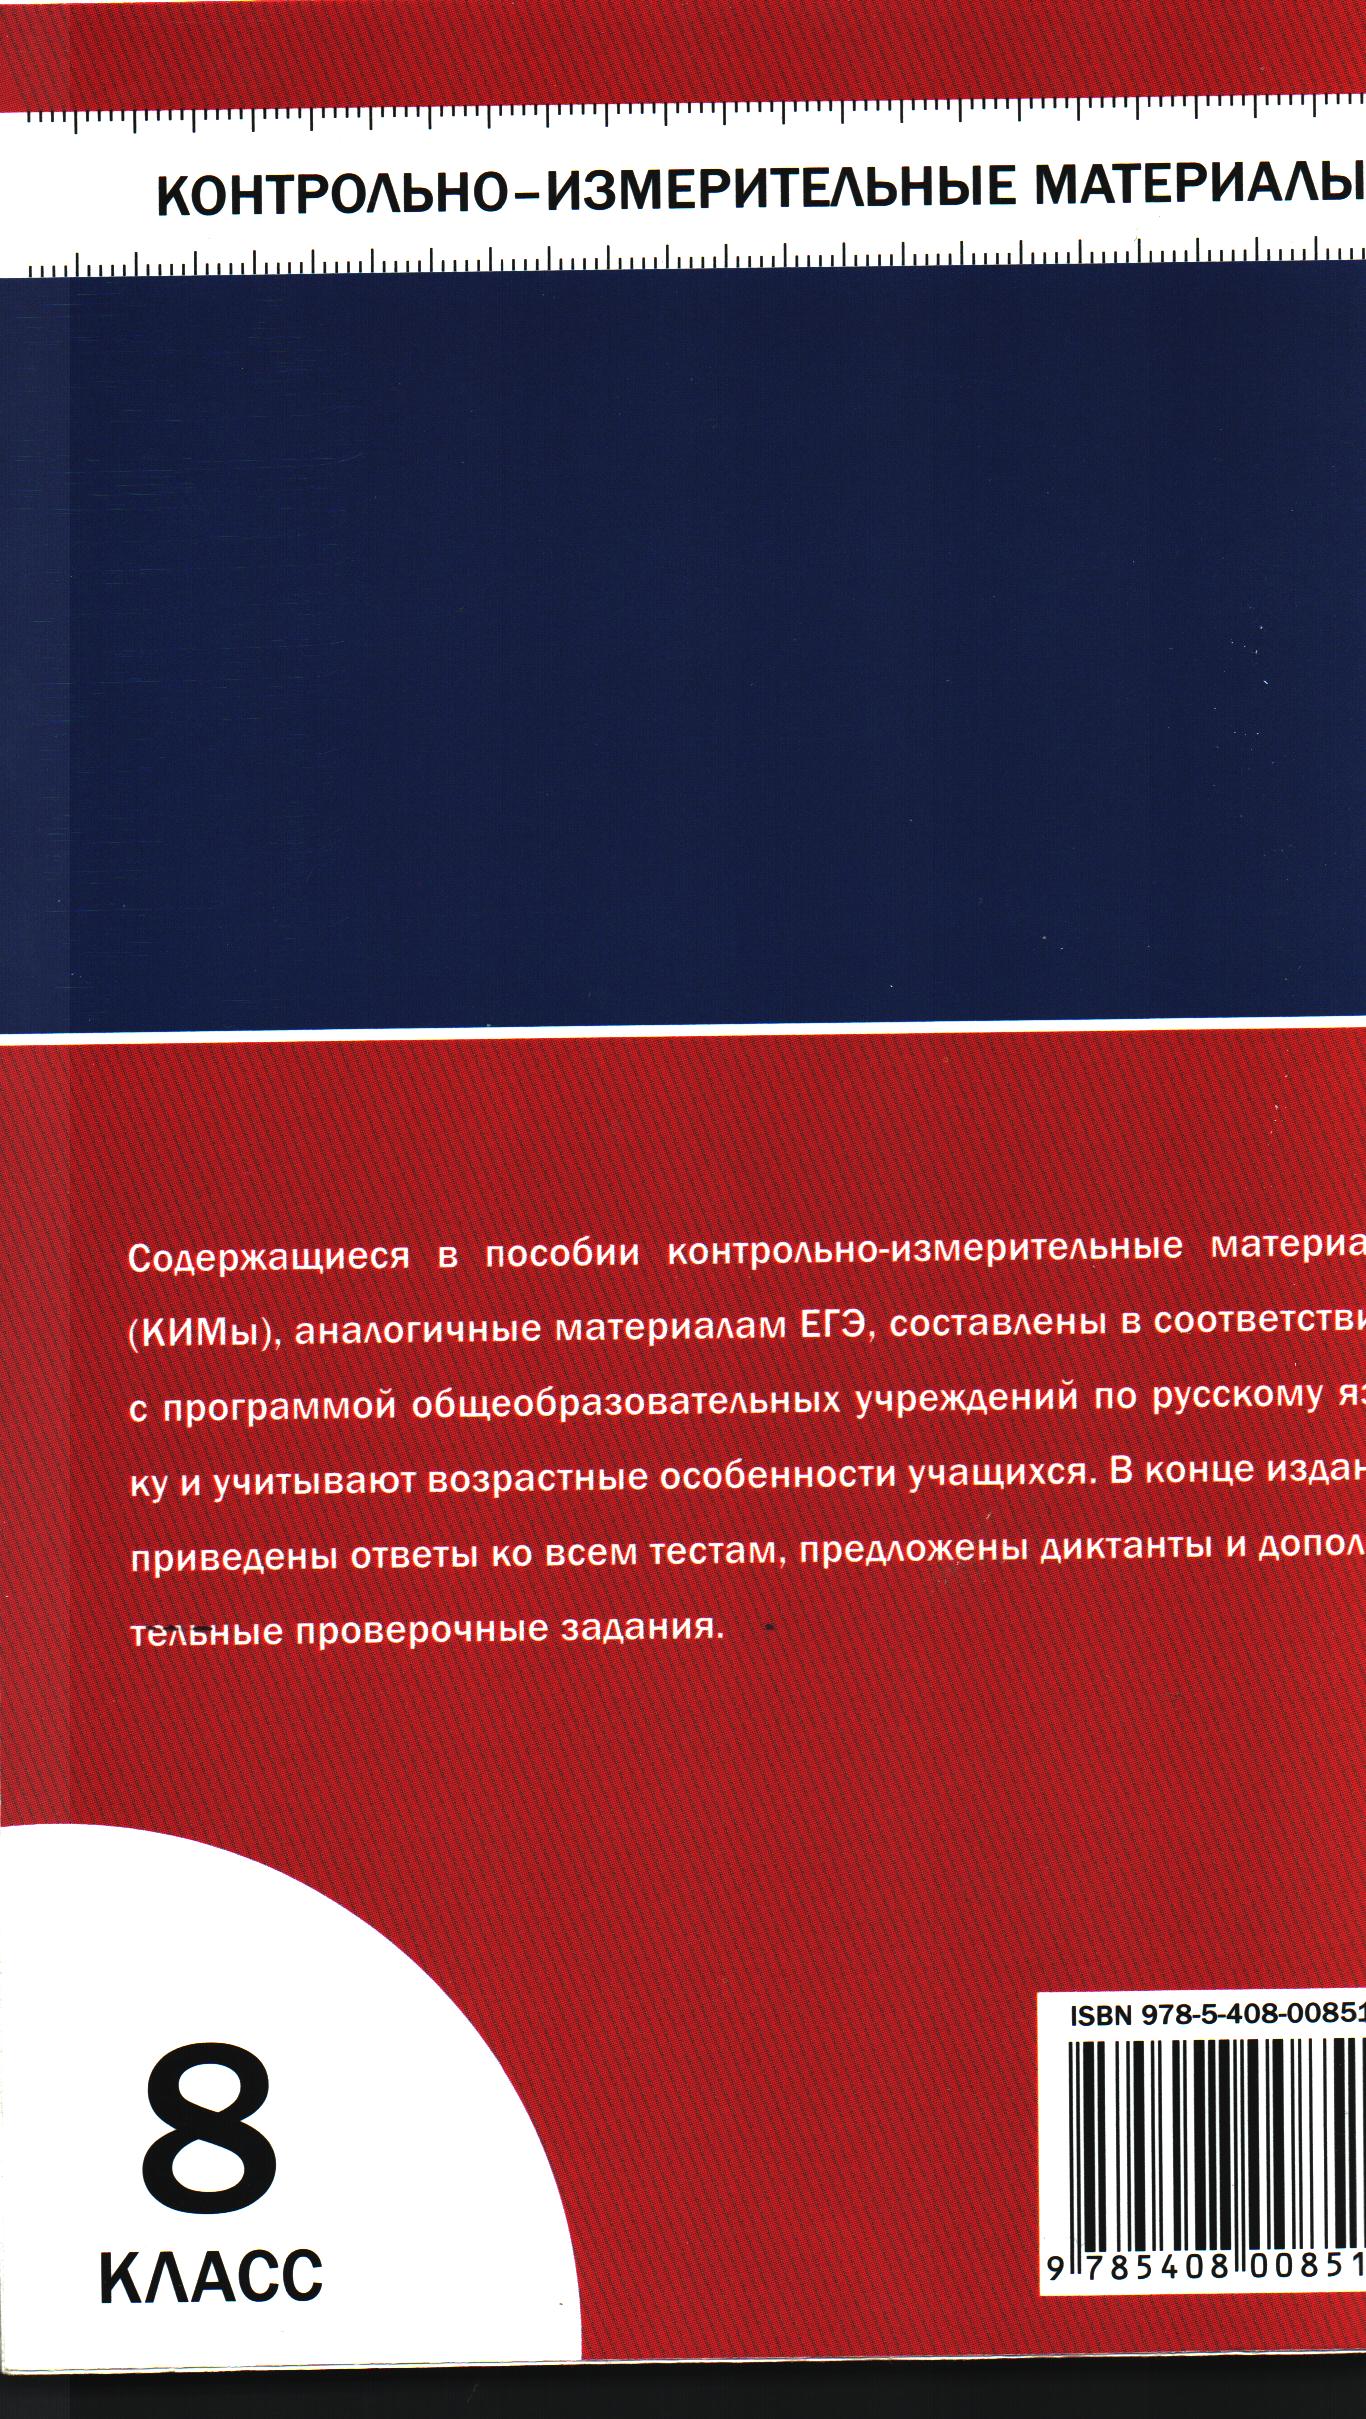 КОНТРОЛЬНО–ИЗМЕРИТЕЛЬНЫЕ МАТЕРИАЛЫ
Содержащиеся в пособии контрольно-измерительные материа
(КИМы), аналогичные материалам ЕГЭ, составлены в соответстви
с программой общеобразовательных учреждений по русскому яз
ку и учитывают возрастные особенности учащихся. В конце издан
приведены ответы ко всем тестам, предложены диктанты и допол
тельные проверочные задания.
8
КЛАСС
ISBN 978-5-408-00851
9 785408 00851